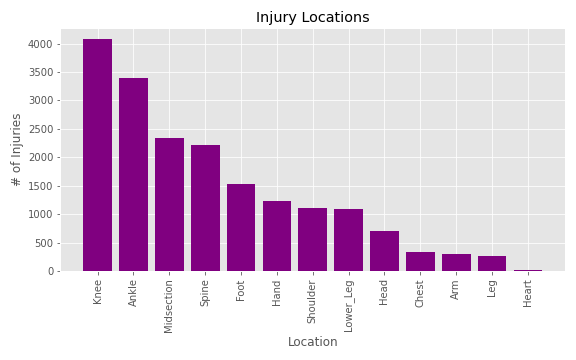 Injury Locations
# of Injuries
4000
3500
3000
2500
2000
1500
1000
500
0
Knee
Ankle
Midsection
Spine
Foot
Hand
Shoulder
Lower_Leg
Head
Chest
Arm
Leg
Heart
Location